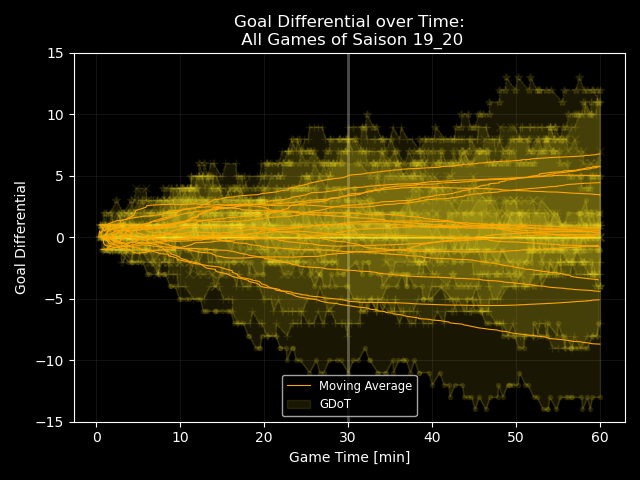 Goal Differential over Time:
All Games of Saison 19_20
15
10
5
0
−5
−10
−15
Goal Differential
0
10
20
30
40
50
60
Game Time [min]
Moving Average
GDoT